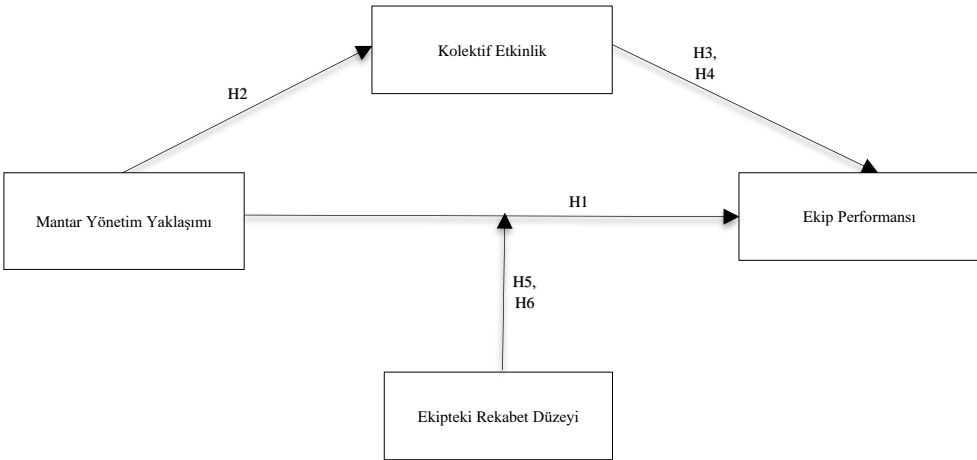 Kolektif Etkinlik
H3,
H4
H2
Mantar Yönetim Yaklaşımı
H1
Ekip Performansı
H5,
H6
Ekipteki Rekabet Düzeyi